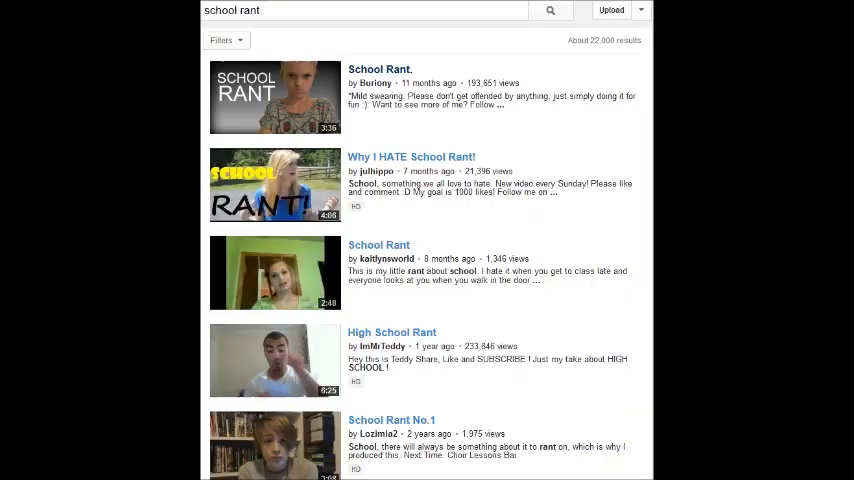 school rant
Upload
Filters
About 22,000 results
SCHOOL
RANT
3:36
School Rant.
by Buriony • 11 months ago • 193,651 views
*Mild swearing. Please don't get offended by anything, just simply doing it for
fun :). Want to see more of me? Follow ...
SCHOOL
RANT!
4:06
Why I HATE School Rant!
by julhippo • 7 months ago • 21,396 views
School, something we all love to hate. New video every Sunday! Please like
and comment :D My goal is 1000 likes! Follow me on ...
HD
2:48
School Rant
by kaitlynsworld • 8 months ago • 1,346 views
This is my little rant about school. I hate it when you get to class late and
everyone looks at you when you walk in the door ...
6:25
High School Rant
by ImMrTeddy • 1 year ago • 233,846 views
Hey this is Teddy Share, Like and SUBSCRIBE ! Just my take about HIGH
SCHOOL !
HD
3:08
School Rant No.1
by Lozimia2 • 2 years ago • 1,975 views
School, there will always be something about it to rant on, which is why I
produced this. Next Time: Choir Lessons Bai.
HD